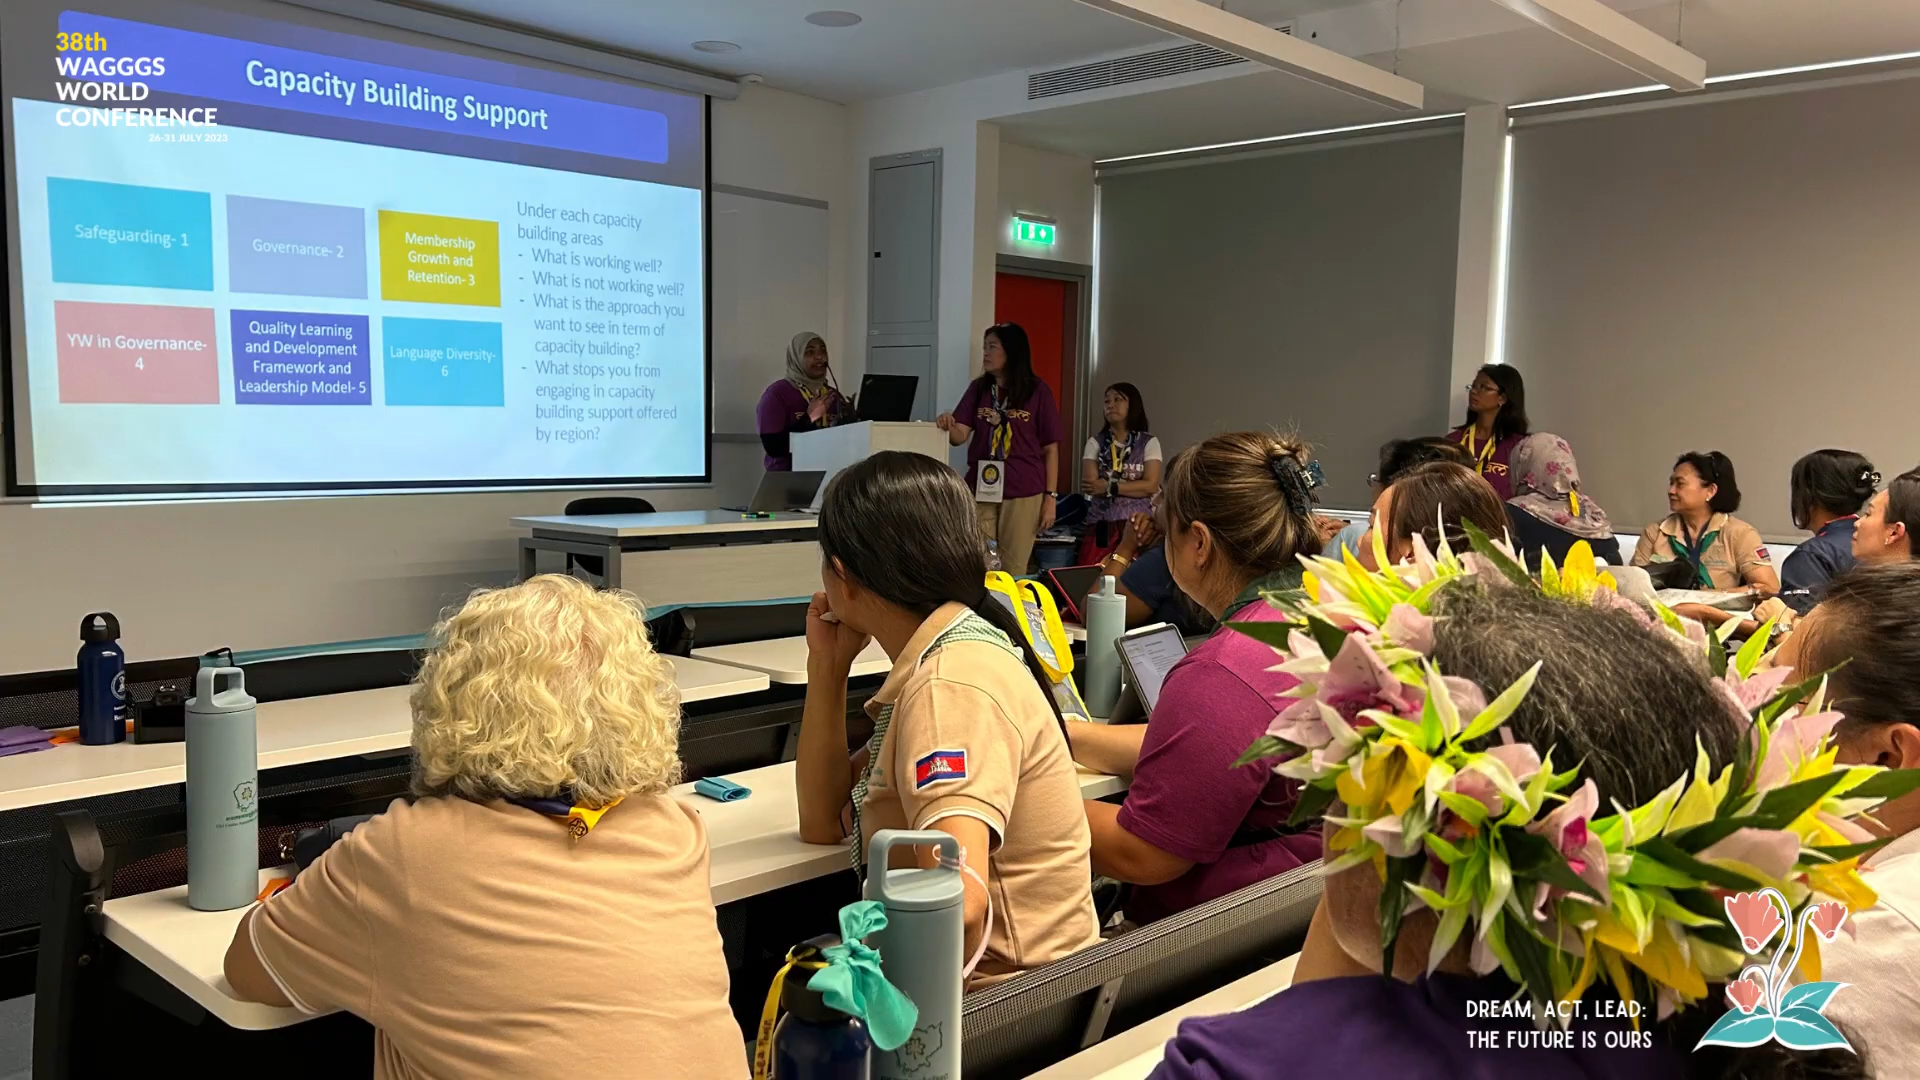 38th
WAGGGS
WORLD
CONFERENCE
26-31 JULY 2023
Capacity Building Support
Safeguarding- 1
Governance- 2
Membership
Growth and
Retention- 3
YW in Governance-
4
Quality Learning
and Development
Framework and
Leadership Model- 5
Language Diversity-
6
Under each capacity
building areas
- What is working well?
- What is not working well?
- What is the approach you
want to see in term of
capacity building?
- What stops you from
engaging in capacity
building support offered
by region?
DREAM, ACT, LEAD:
THE FUTURE IS OURS